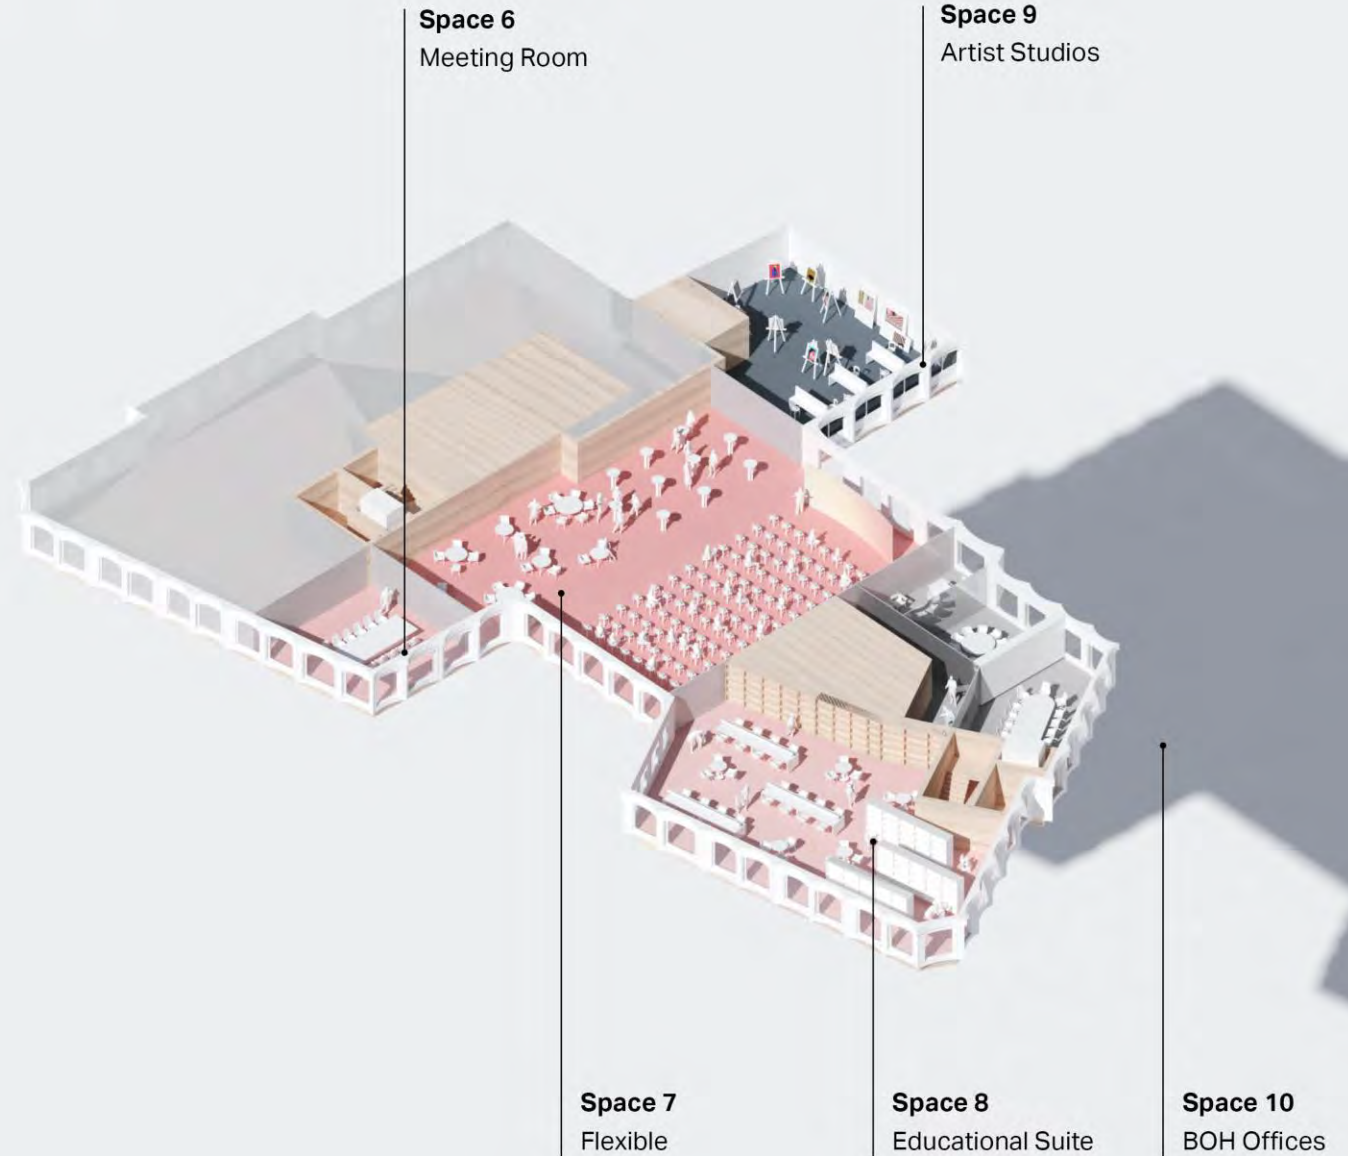 Space 6
Meeting Room
Space 9
Artist Studios
Space 7
Flexible
Space 8
Educational Suite
Space 10
BOH Offices